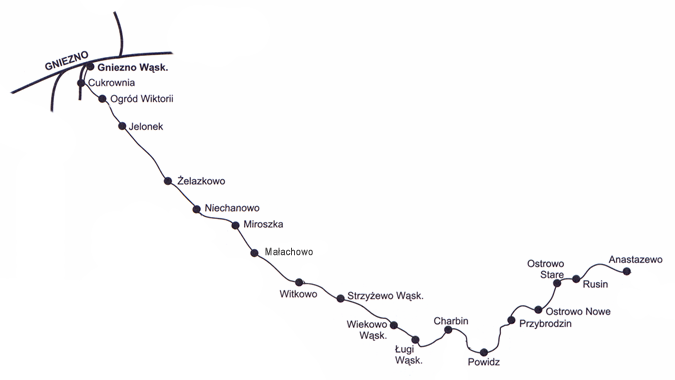 GNIEZNO
Gniezno Wąsk.
Cukrownia
Ogród Wiktorii
Jelonek
Żelazkowo
Niechanowo
Miroszka
Małachowo
Witkowo
Strzyżewo Wąsk.
Wiekowo
Wąsk.
Ługi
Wąsk.
Charbin
Powidz
Przybrodzin
Ostrowo Nowe
Ostrowo
Stare
Rusin
Anastazewo